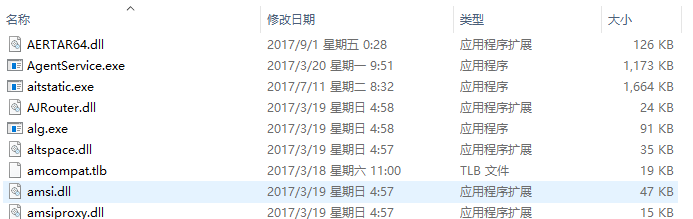 名称 修改日期 类型 大小
AERTAR64.dll 2017/9/1 星期五 0:28 应用程序扩展 126 KB
AgentService.exe 2017/3/20 星期一 9:51 应用程序 1,173 KB
aitstatic.exe 2017/7/11 星期二 8:32 应用程序 1,664 KB
AJRouter.dll 2017/3/19 星期日 4:58 应用程序扩展 24 KB
alg.exe 2017/3/19 星期日 4:58 应用程序 91 KB
altspace.dll 2017/3/19 星期日 4:57 应用程序扩展 35 KB
amcompat.tlb 2017/3/18 星期六 11:00 TLB 文件 19 KB
amsi.dll 2017/3/19 星期日 4:57 应用程序扩展 47 KB
amsiproxy.dll 2017/3/19 星期日 4:57 应用程序扩展 15 KB